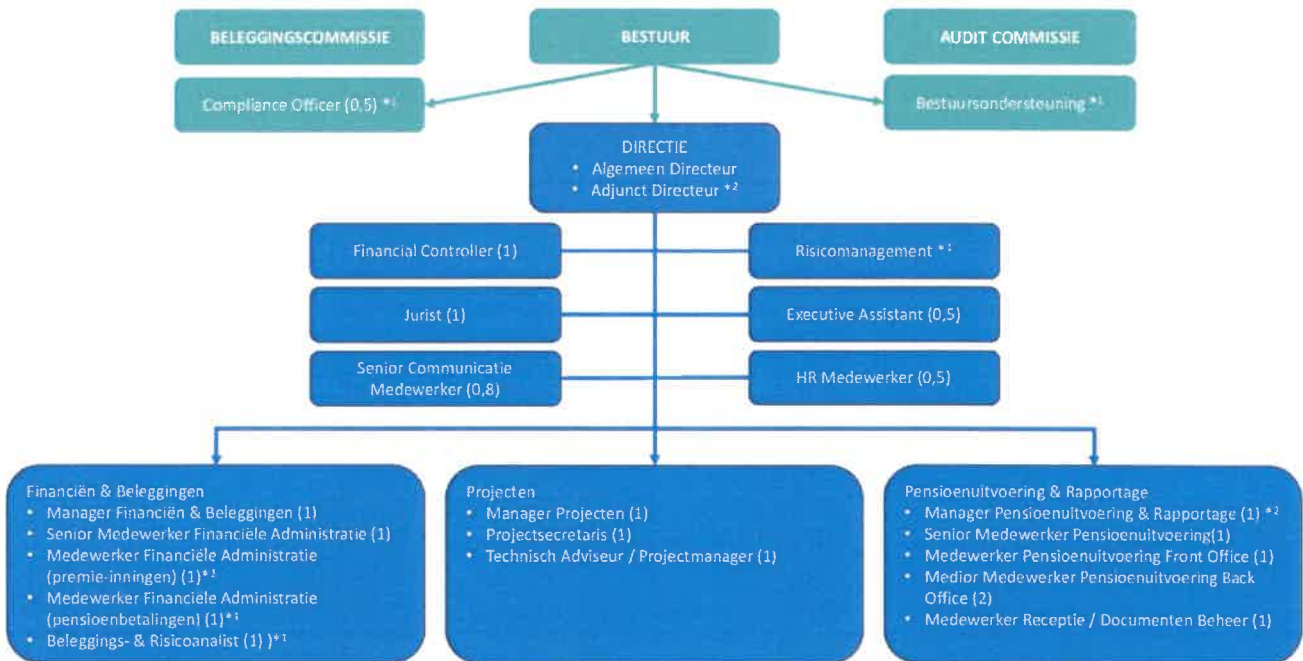 BELEGGINGSCOMMISSIE
BESTUUR
AUDIT COMMISSIE
Compliance Officer (0,5) *¹
Bestuursondersteuning *¹
DIRECTIE
• Algemeen Directeur
• Adjunct Directeur *²
Financial Controller (1)
Risicomanagement *¹
Jurist (1)
Executive Assistant (0,5)
Senior Communicatie
Medewerker (0,8)
HR Medewerker (0,5)
Financiën & Beleggingen
• Manager Financiën & Beleggingen (1)
• Senior Medewerker Financiële Administratie (1)
• Medewerker Financiële Administratie
(premie-inningen) (1)*¹
• Medewerker Financiele Administratie
(pensioenbetalingen) (1)*¹
• Beleggings- & Risicoanalist (1) )*¹
Projecten
• Manager Projecten (1)
• Projectsecretaris (1)
• Technisch Adviseur / Projectmanager (1)
Pensioenuitvoering & Rapportage
• Manager Pensioenuitvoering & Rapportage (1) *²
• Senior Medewerker Pensioenuitvoering(1)
• Medewerker Pensioenuitvoering Front Office (1)
• Medior Medewerker Pensioenuitvoering Back
Office (2)
• Medewerker Receptie / Documenten Beheer (1)